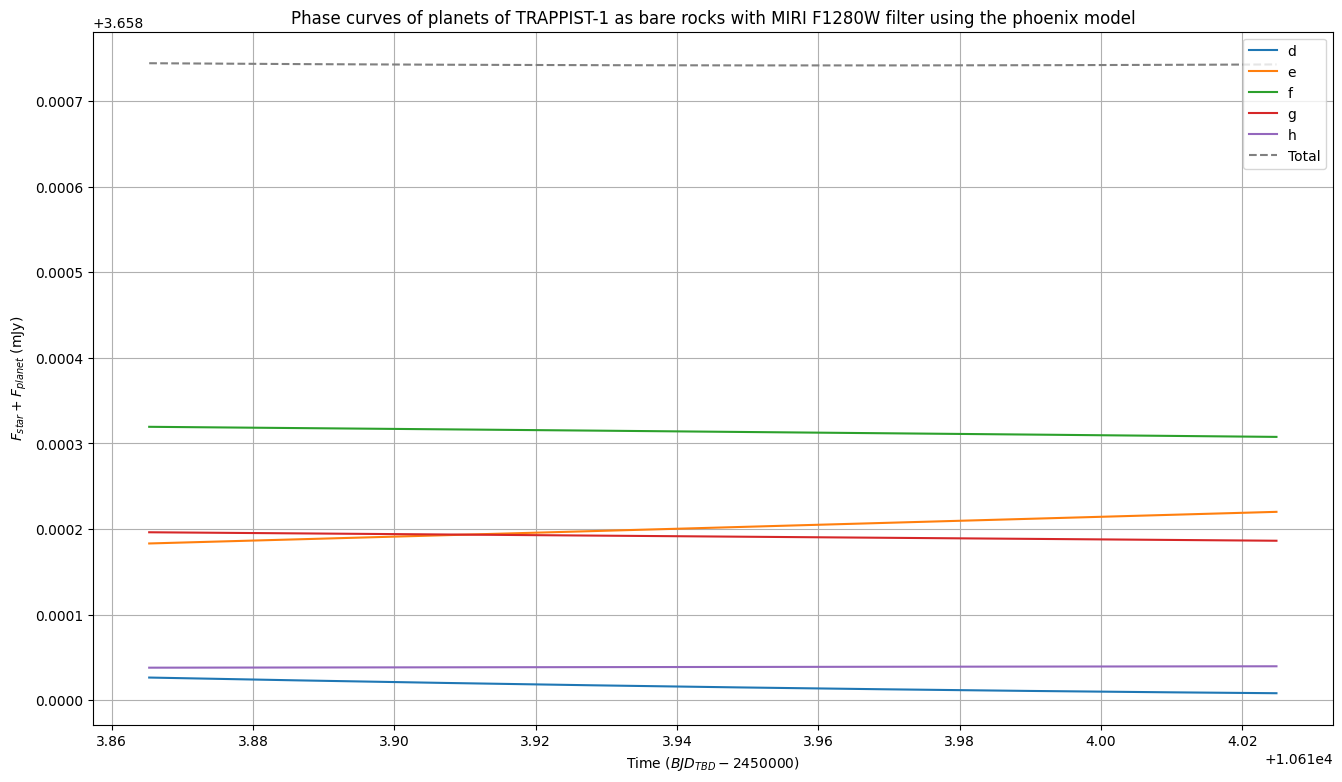 Phase curves of planets of TRAPPIST-1 as bare rocks with MIRI F1280W filter using the phoenix model
+3.658
d
e
f
g
h
Total
0.0007
0.0006
0.0005
0.0004
0.0003
0.0002
0.0001
0.0000
F_{star} + F_{planet} (mJy)
3.86 3.88 3.90 3.92 3.94 3.96 3.98 4.00 4.02
+1.061e4
Time (BJD_{TBD} − 2450000)